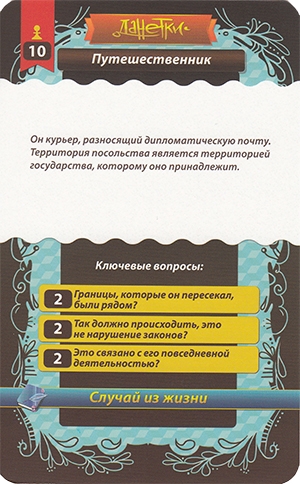 Данетки
10
Путешественник
Он курьер, разносящий дипломатическую почту.
Территория посольства является территорией
государства, которому оно принадлежит.
Ключевые вопросы:
2 Границы, которые он пересекал,
были рядом?
2 Так должно происходить, это
не нарушение законов?
2 Это связано с его повседневной
деятельностью?
Случай из жизни